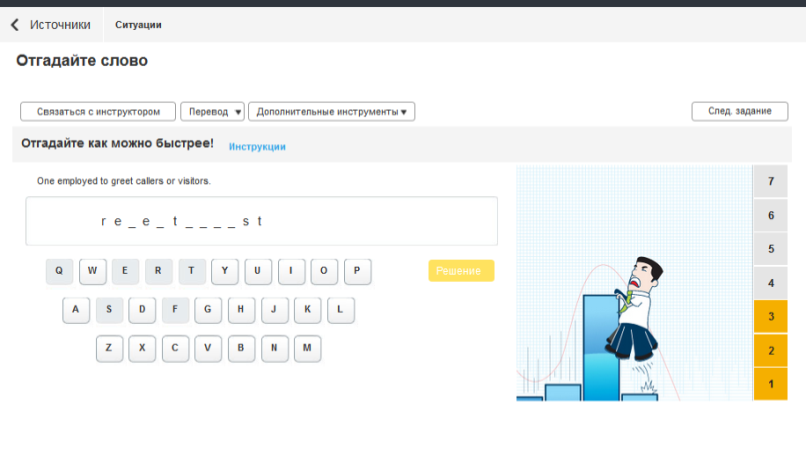 Источники Ситуации
Отгадайте слово
Связаться с инструктором Перевод Дополнительные инструменты След. задание
Отгадайте как можно быстрее! Инструкции
One employed to greet callers or visitors.
r e _ e _ t _ _ _ _ s t
Q W E R T Y U I O P
Решение
A S D F G H J K L
Z X C V B N M
7
6
5
4
3
2
1